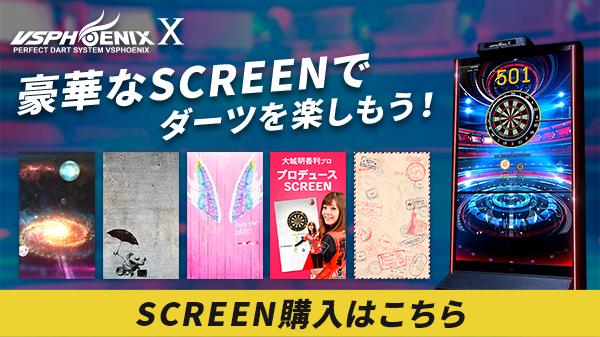 VSPHOENIX X
PERFECT DART SYSTEM VSPHOENIX
豪華なSCREENで
ダーツを楽しもう!
501
大城明香利プロ
プロデュース
SCREEN
SCREEN購入はこちら